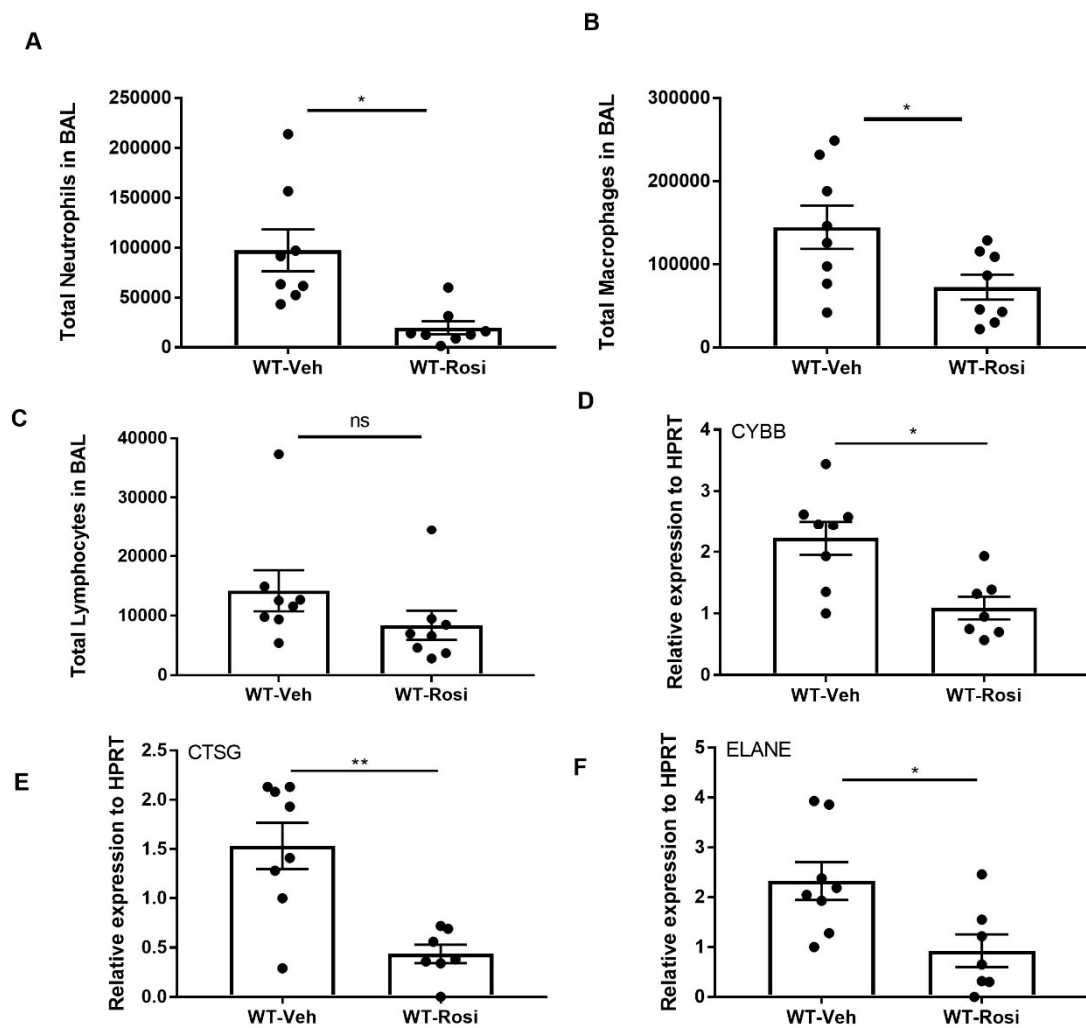 A
Total Neutrophils in BAL
250000
200000
150000
100000
50000
0
*
WT-Veh WT-Rosi
B
Total Macrophages in BAL
300000
200000
100000
0
*
WT-Veh WT-Rosi
C
Total Lymphocytes in BAL
40000
30000
20000
10000
0
ns
WT-Veh WT-Rosi
D
Relative expression to HPRT
CYBB
4
3
2
1
0
*
WT-Veh WT-Rosi
E
Relative expression to HPRT
CTSG
2.5
2.0
1.5
1.0
0.5
0.0
**
WT-Veh WT-Rosi
F
Relative expression to HPRT
ELANE
5
4
3
2
1
0
*
WT-Veh WT-Rosi